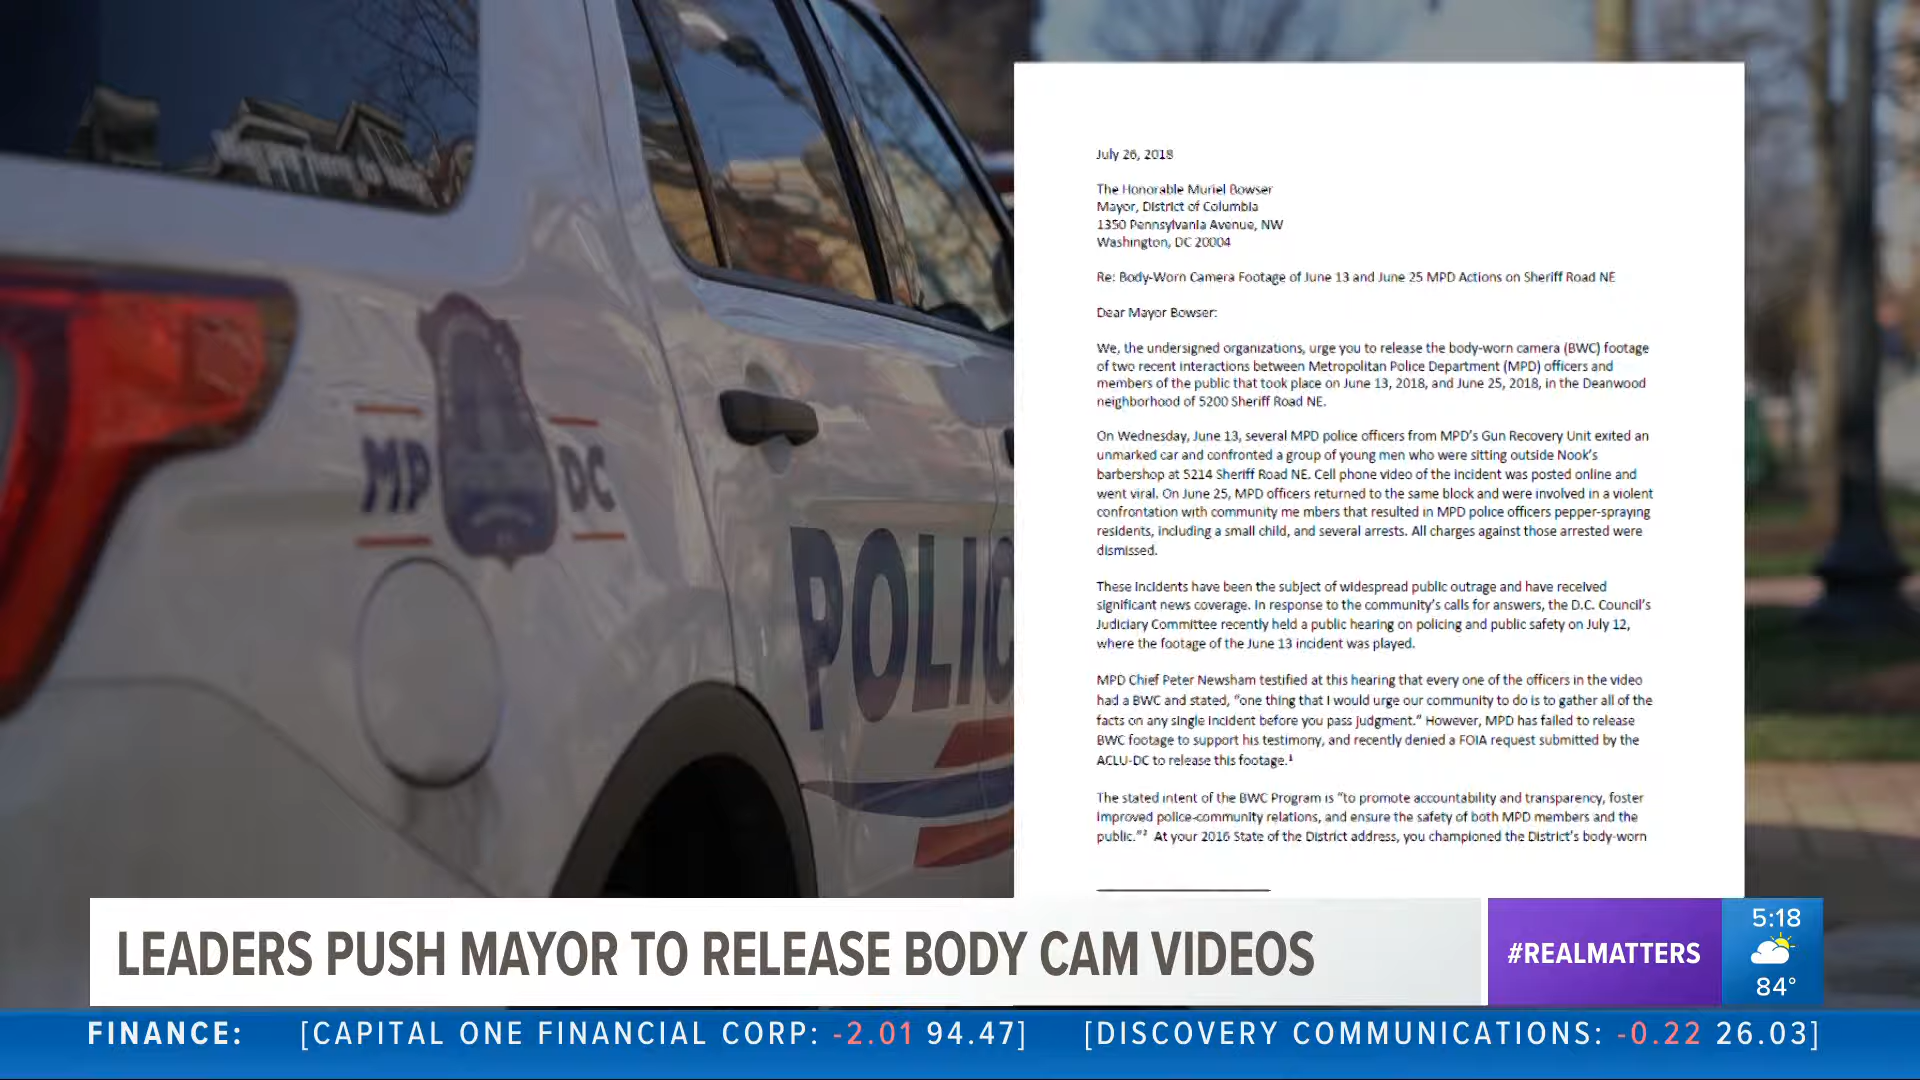 MP DC
POLIC
July 26, 2018
The Honorable Muriel Bowser
Mayor, District of Columbia
1350 Pennsylvania Avenue, NW
Washington, DC 20004
Re: Body-Worn Camera Footage of June 13 and June 25 MPD Actions on Sheriff Road NE
Dear Mayor Bowser:
We, the undersigned organizations, urge you to release the body-worn camera (BWC) footage
of two recent interactions between Metropolitan Police Department (MPD) officers and
members of the public that took place on June 13, 2018, and June 25, 2018, in the Deanwood
neighborhood of 5200 Sheriff Road NE.
On Wednesday, June 13, several MPD police officers from MPD's Gun Recovery Unit exited an
unmarked car and confronted a group of young men who were sitting outside Nook's
barbershop at 5214 Sheriff Road NE. Cell phone video of the incident was posted online and
went viral. On June 25, MPD officers returned to the same block and were involved in a violent
confrontation with community me mbers that resulted in MPD police officers pepper-spraying
residents, including a small child, and several arrests. All charges against those arrested were
dismissed.
These incidents have been the subject of widespread public outrage and have received
significant news coverage. In response to the community's calls for answers, the D.C. Council's
Judiciary Committee recently held a public hearing on policing and public safety on July 12,
where the footage of the June 13 incident was played.
MPD Chief Peter Newsham testified at this hearing that every one of the officers in the video
had a BWC and stated, "one thing that I would urge our community to do is to gather all of the
facts on any single incident before you pass judgment." However, MPD has failed to release
BWC footage to support his testimony, and recently denied a FOIA request submitted by the
ACLU-DC to release this footage.¹
The stated intent of the BWC Program is "to promote accountability and transparency, foster
improved police-community relations, and ensure the safety of both MPD members and the
public."² At your 2016 State of the District address, you championed the District's body-worn
LEADERS PUSH MAYOR TO RELEASE BODY CAM VIDEOS
#REALMATTERS
5:18
84°
FINANCE: [CAPITAL ONE FINANCIAL CORP: -2.01 94.47] [DISCOVERY COMMUNICATIONS: -0.22 26.03]